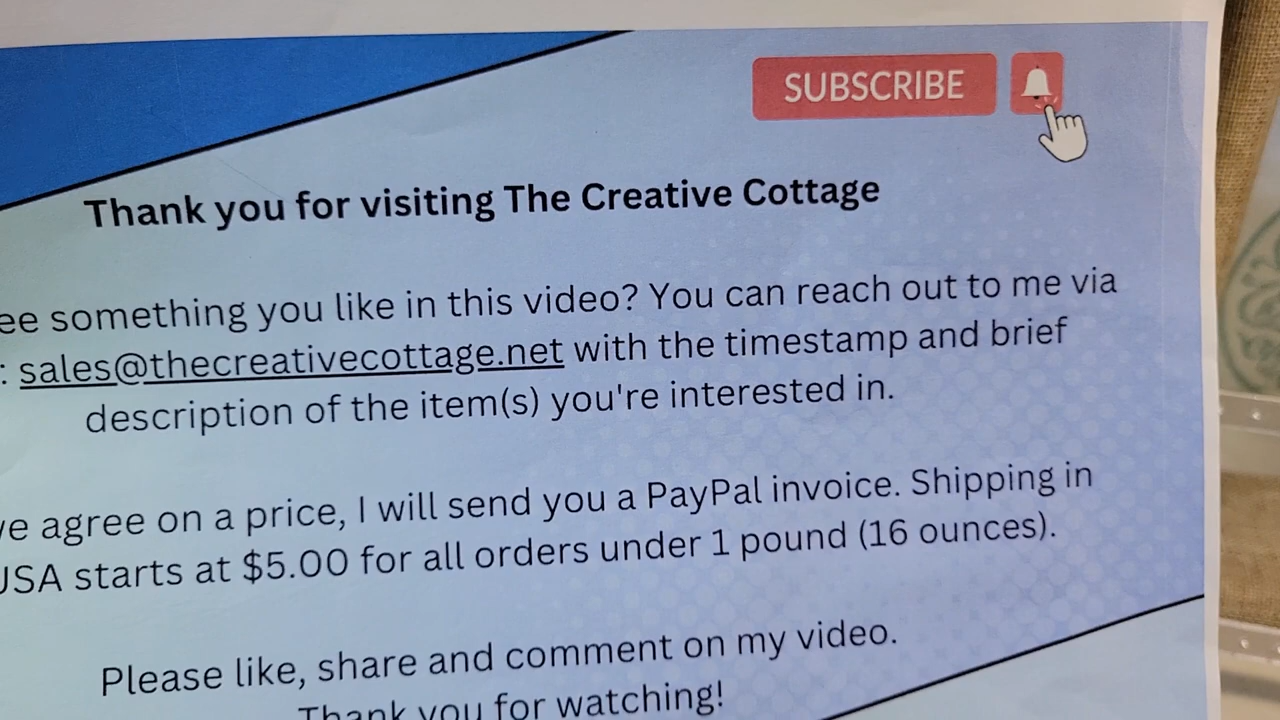 SUBSCRIBE
Thank you for visiting The Creative Cottage
ee something you like in this video? You can reach out to me via
: sales@thecreativecottage.net with the timestamp and brief
description of the item(s) you're interested in.
ve agree on a price, I will send you a PayPal invoice. Shipping in
USA starts at $5.00 for all orders under 1 pound (16 ounces).
Please like, share and comment on my video.
Thank you for watching!